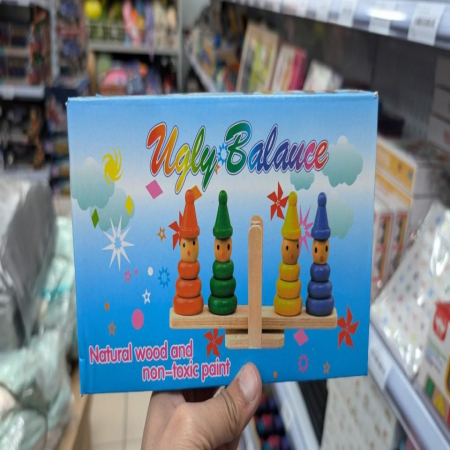 Ugly Balauce
Natural wood and
non-toxic paint